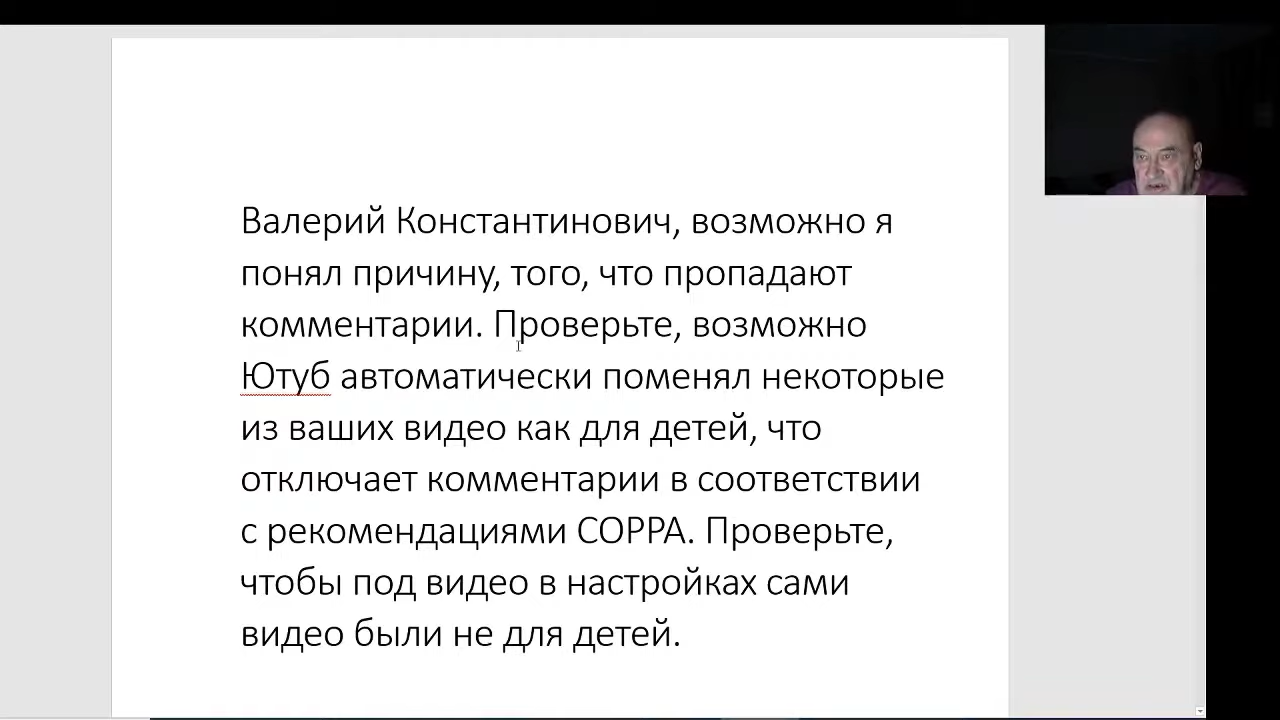 Валерий Константинович, возможно я
понял причину, того, что пропадают
комментарии. Проверьте, возможно
Ютуб автоматически поменял некоторые
из ваших видео как для детей, что
отключает комментарии в соответствии
с рекомендациями COPPA. Проверьте,
чтобы под видео в настройках сами
видео были не для детей.